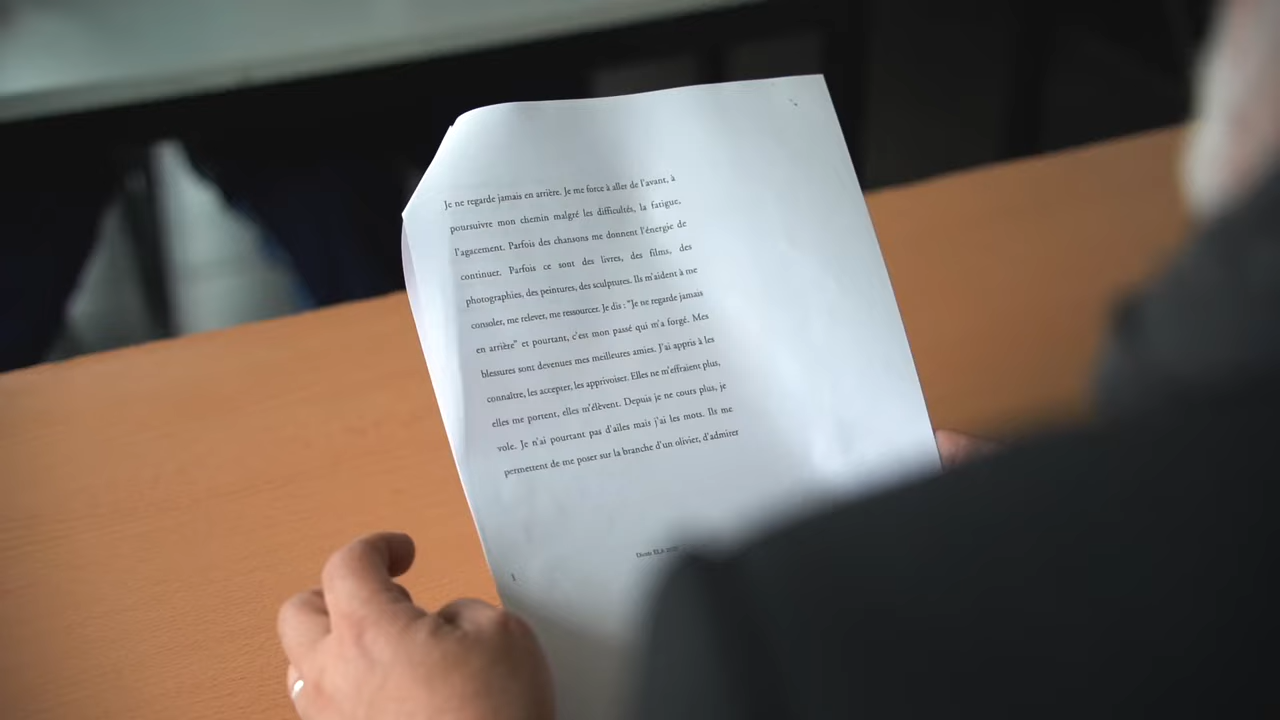 Je ne regarde jamais en arrière. Je me force à aller de l'avant, à
poursuivre mon chemin malgré les difficultés, la fatigue,
l'agacement. Parfois des chansons me donnent l'énergie de
continuer. Parfois ce sont des livres, des films, des
photographies, des peintures, des sculptures. Ils m'aident à me
consoler, me relever, me ressourcer. Je dis : "Je ne regarde jamais
en arrière" et pourtant, c'est mon passé qui m'a forgé. Mes
blessures sont devenues mes meilleures amies. J'ai appris à les
connaître, les accepter, les apprivoiser. Elles ne m'effraient plus,
elles me portent, elles m'élèvent. Depuis je ne cours plus, je
vole. Je n'ai pourtant pas d'ailes mais j'ai les mots. Ils me
permettent de me poser sur la branche d'un olivier, d'admirer
ELA